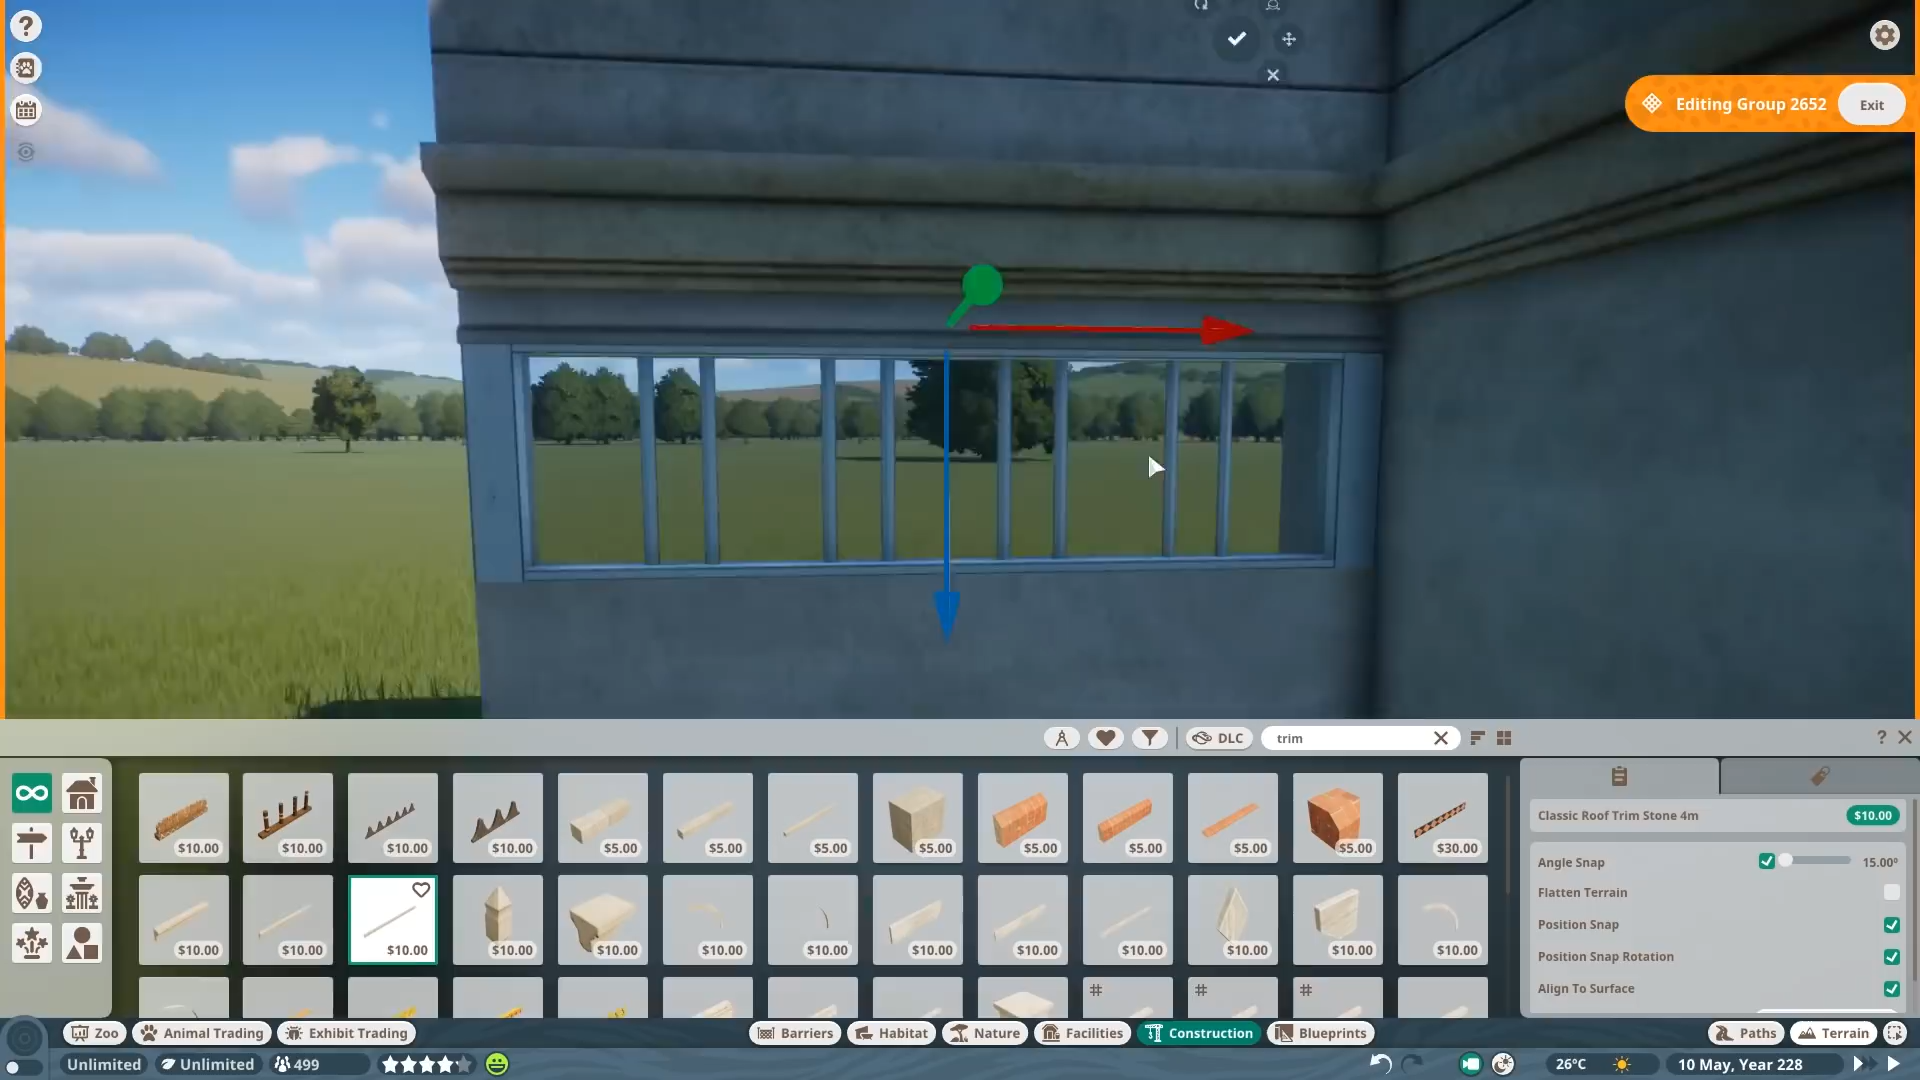 ?
Editing Group 2652 Exit
DLC
trim
?
$10.00 $10.00 $10.00 $10.00 $5.00 $5.00 $5.00 $5.00 $5.00 $5.00 $5.00 $5.00 $30.00
$10.00 $10.00 $10.00 $10.00 $10.00 $10.00 $10.00 $10.00 $10.00 $10.00 $10.00 $10.00 $10.00
# # #
Classic Roof Trim Stone 4m $10.00
Angle Snap 15.00°
Flatten Terrain
Position Snap
Position Snap Rotation
Align To Surface
Zoo Animal Trading Exhibit Trading Barriers Habitat Nature Facilities Construction Blueprints Paths Terrain
Unlimited Unlimited 499 26°C 10 May, Year 228